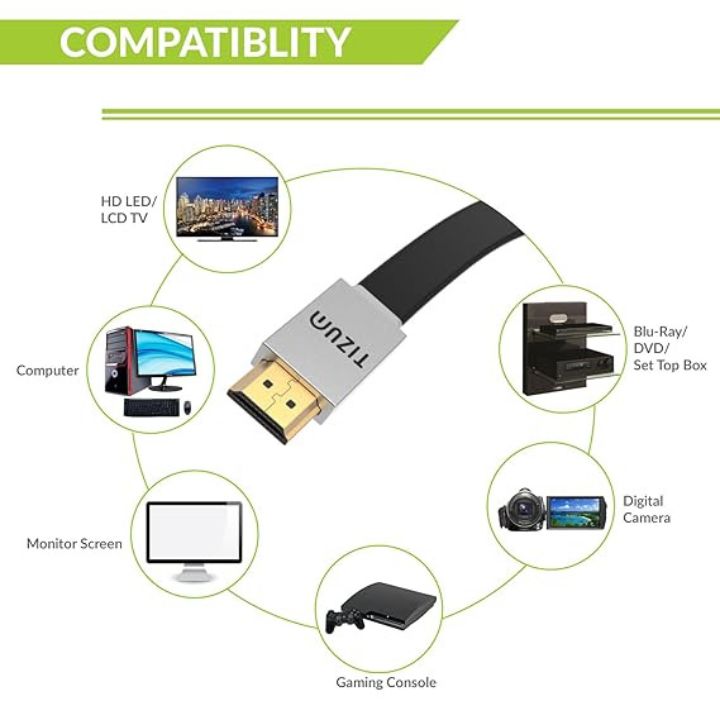 COMPATIBLITY
HD LED/
LCD TV
TIZUM
Blu-Ray/
DVD/
Set Top Box
Computer
Digital
Camera
Monitor Screen
Gaming Console